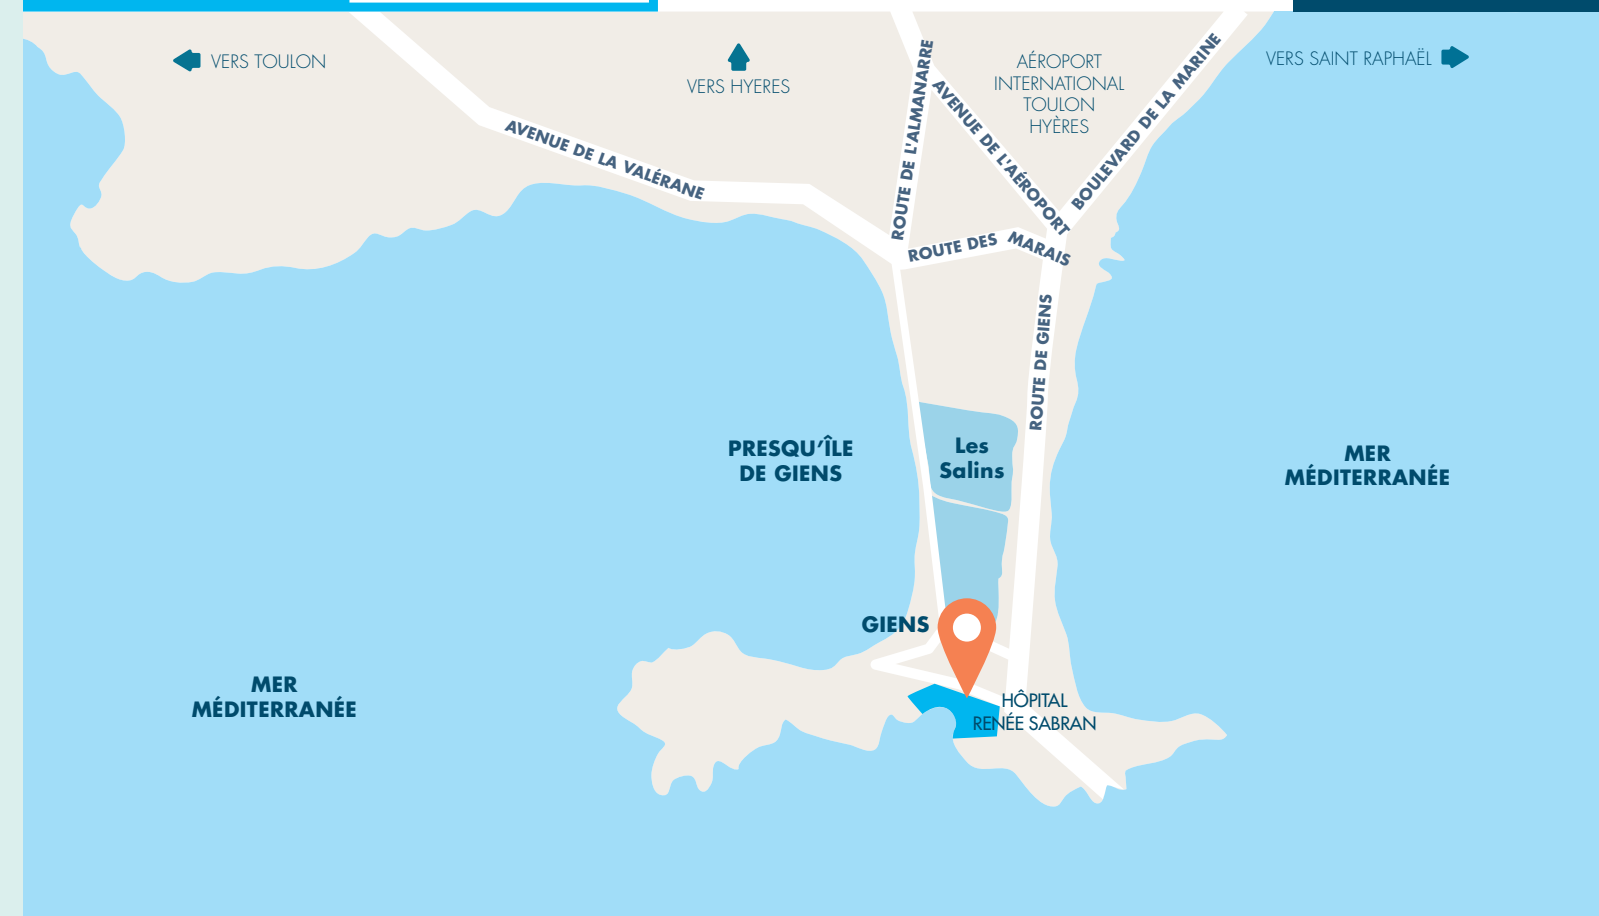 VERS TOULON
VERS HYERES
AÉROPORT
INTERNATIONAL
TOULON
HYÈRES
VERS SAINT RAPHAËL
AVENUE DE LA VALÉRANE
ROUTE DE L'ALMANARRE
AVENUE DE L'AÉROPORT
BOULEVARD DE LA MARINE
ROUTE DES MARAIS
ROUTE DE GIENS
PRESQU'ÎLE
DE GIENS
Les
Salins
MER
MÉDITERRANÉE
GIENS
MER
MÉDITERRANÉE
HÔPITAL
RENÉE SABRAN